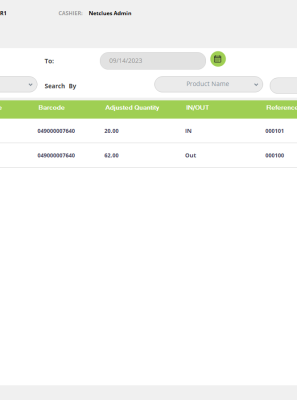 R1 CASHIER: Netclues Admin
To: 09/14/2023
Search By Product Name
Barcode Adjusted Quantity IN/OUT Reference
049000007640 20.00 IN 000101
049000007640 62.00 Out 000100